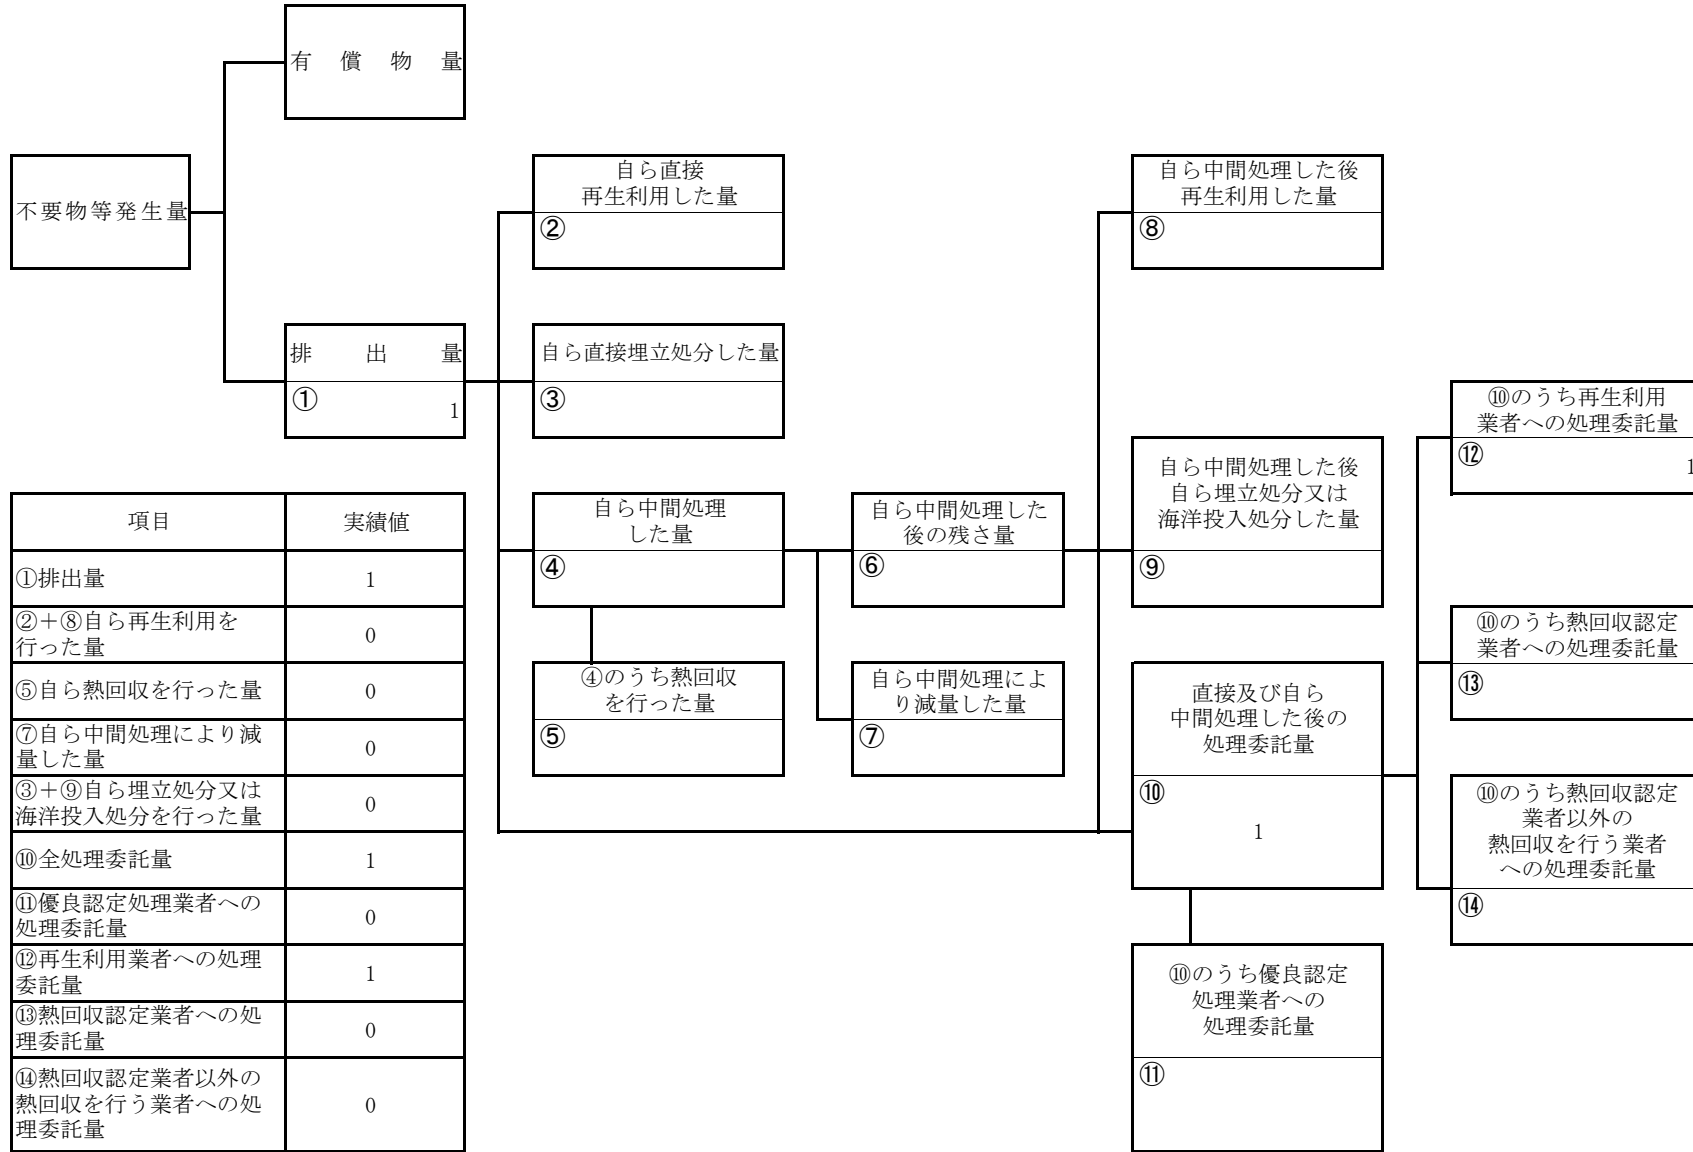 有償物量
不要物等発生量
自ら直接
再生利用した量
②
自ら中間処理した後
再生利用した量
⑧
排出量
①
1
自ら直接埋立処分した量
③
⑩のうち再生利用
業者への処理委託量
⑫
1
自ら中間処理
した量
④
自ら中間処理した
後の残さ量
⑥
自ら中間処理した後
自ら埋立処分又は
海洋投入処分した量
⑨
⑩のうち熱回収認定
業者への処理委託量
⑬
④のうち熱回収
を行った量
⑤
自ら中間処理によ
り減量した量
⑦
直接及び自ら
中間処理した後の
処理委託量
⑩
1
⑩のうち熱回収認定
業者以外の
熱回収を行う業者
への処理委託量
⑭
⑩のうち優良認定
処理業者への
処理委託量
⑪
項目 実績値
①排出量 1
②＋⑧自ら再生利用を
行った量 0
⑤自ら熱回収を行った量 0
⑦自ら中間処理により減
量した量 0
③＋⑨自ら埋立処分又は
海洋投入処分を行った量 0
⑩全処理委託量 1
⑪優良認定処理業者への
処理委託量 0
⑫再生利用業者への処理
委託量 1
⑬熱回収認定業者への処
理委託量 0
⑭熱回収認定業者以外の
熱回収を行う業者への処
理委託量 0